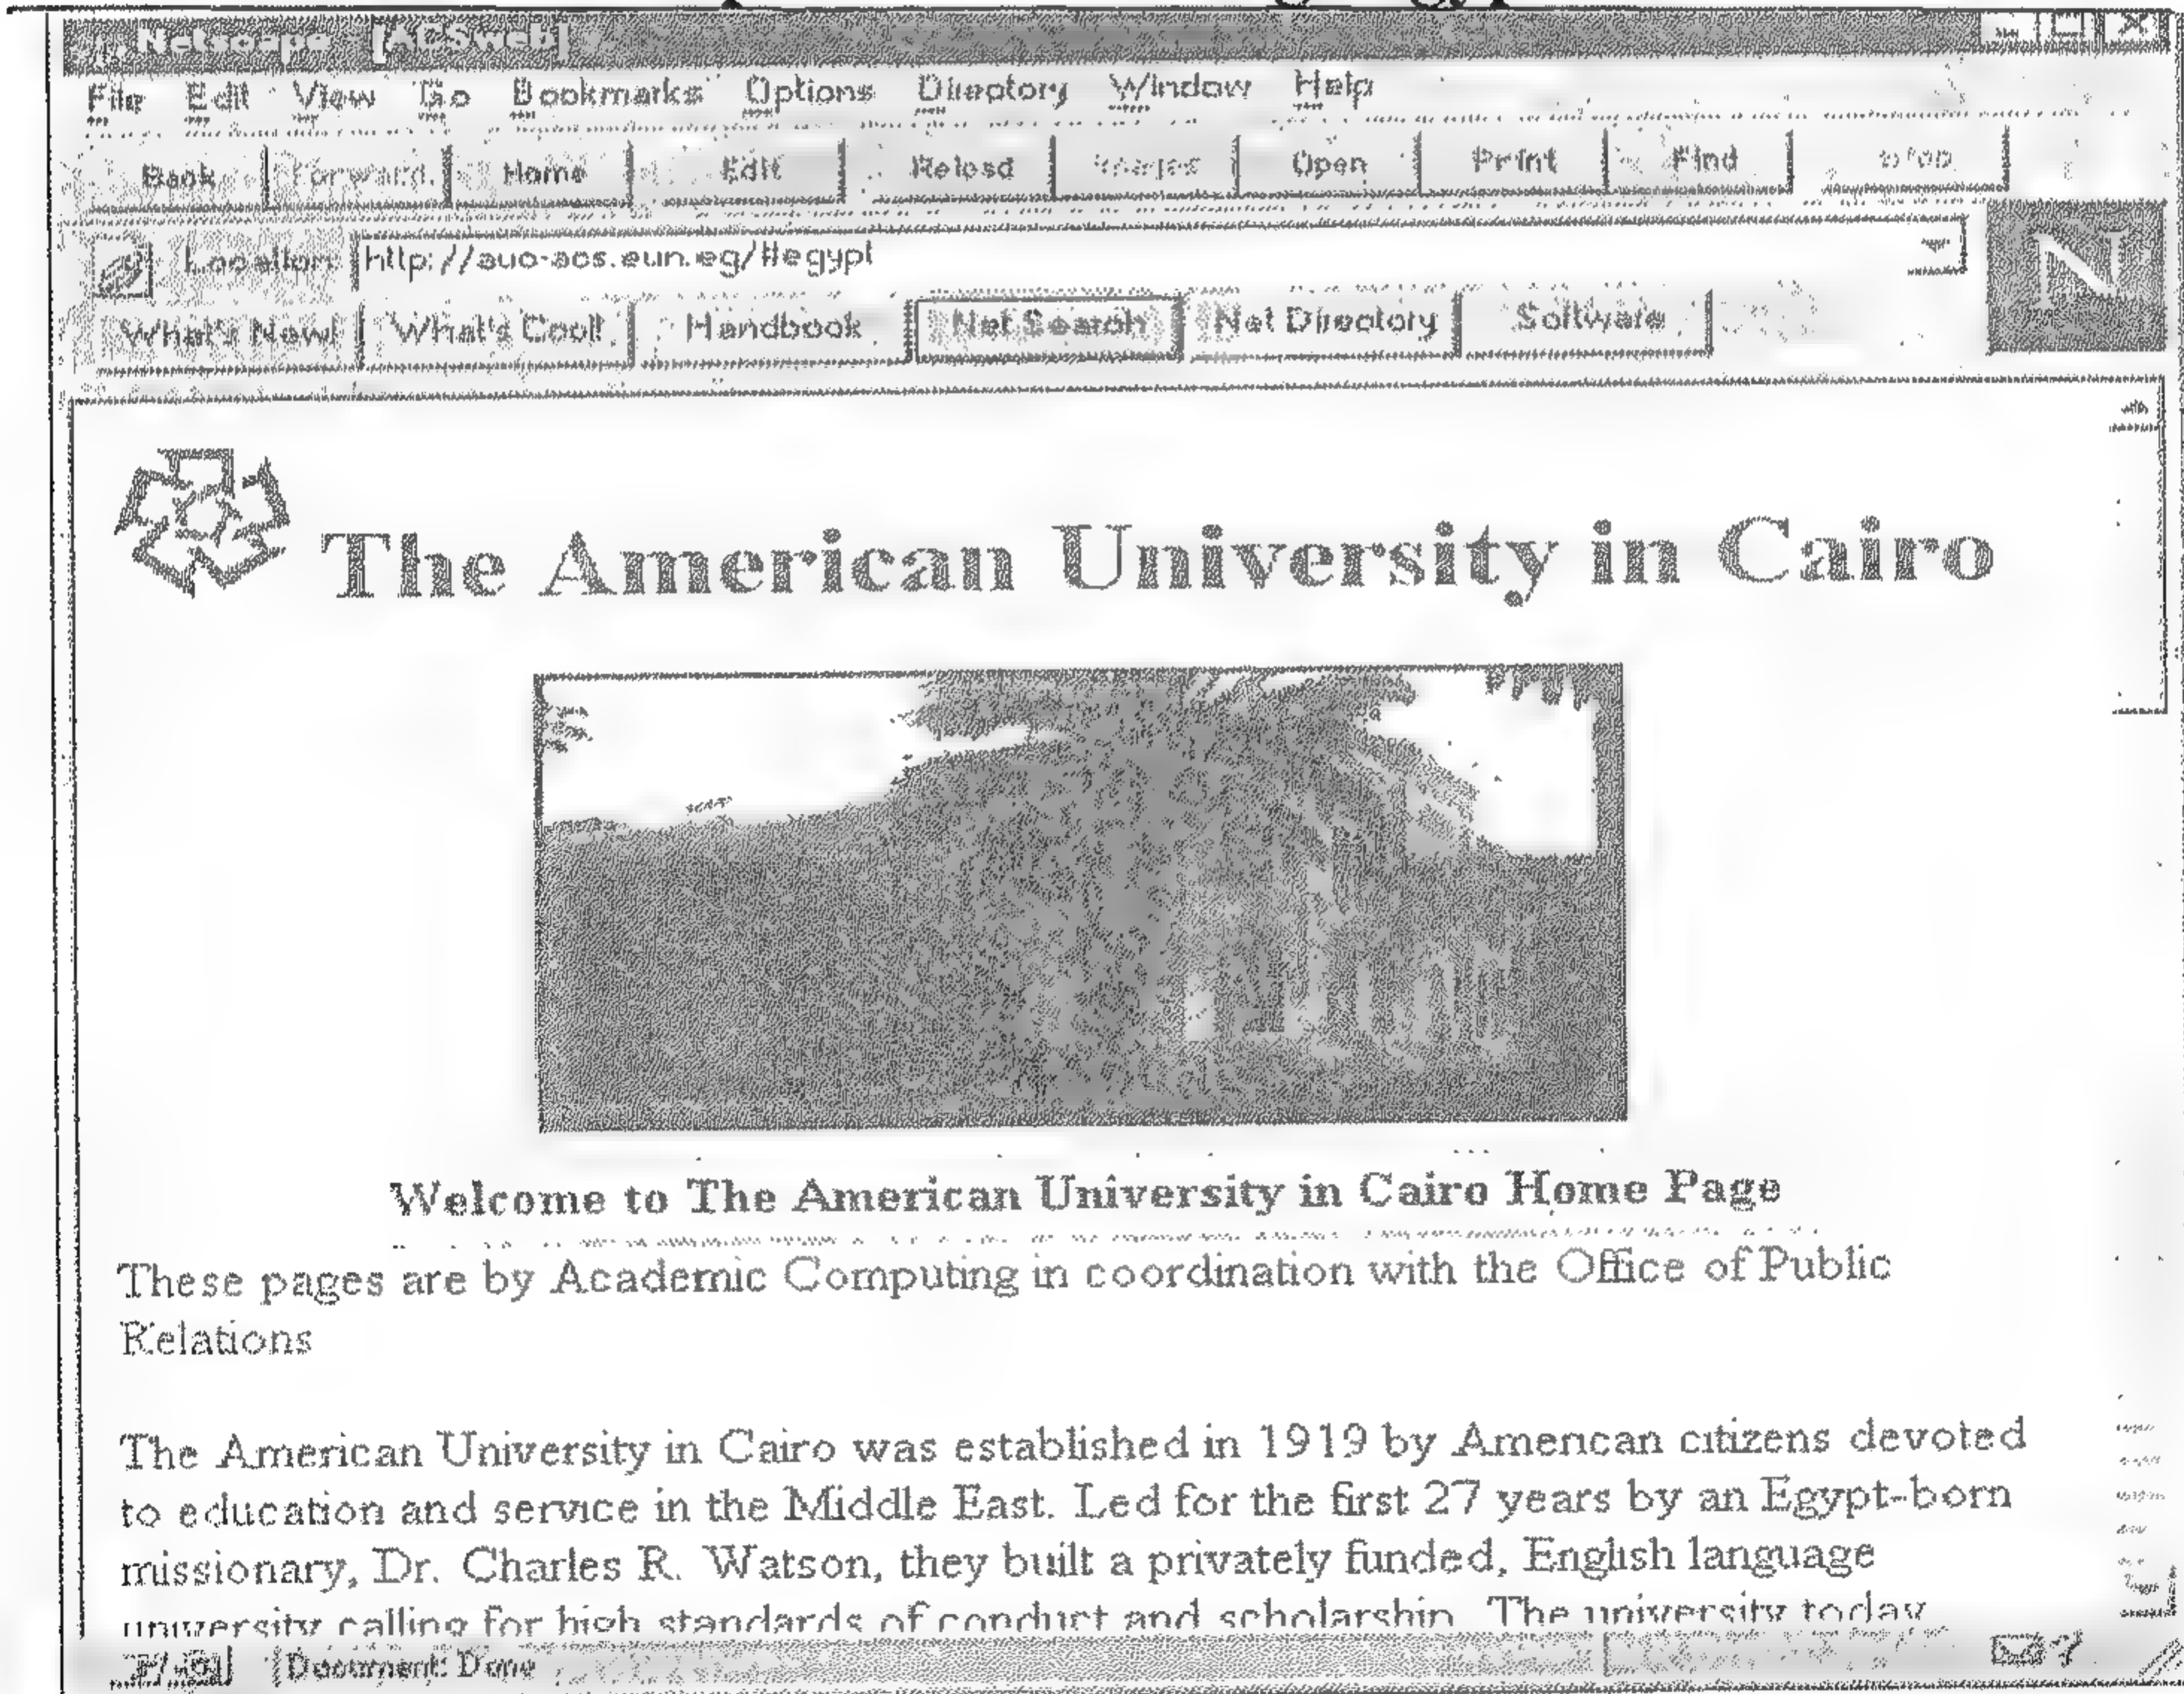 Netscape - [ACSweb]
File Edit View Go Bookmarks Options Directory Window Help
Back Forward Home Edit Reload Images Open Print Find Stop
Location: http://auc-acs.eun.eg/#egypt
N
What's New! What's Cool! Handbook Net Search Net Directory Software
The American University in Cairo
Welcome to The American University in Cairo Home Page
These pages are by Academic Computing in coordination with the Office of Public
Relations
The American University in Cairo was established in 1919 by American citizens devoted
to education and service in the Middle East. Led for the first 27 years by an Egypt-born
missionary, Dr. Charles R. Watson, they built a privately funded, English language
university calling for high standards of conduct and scholarship. The university today
Document: Done